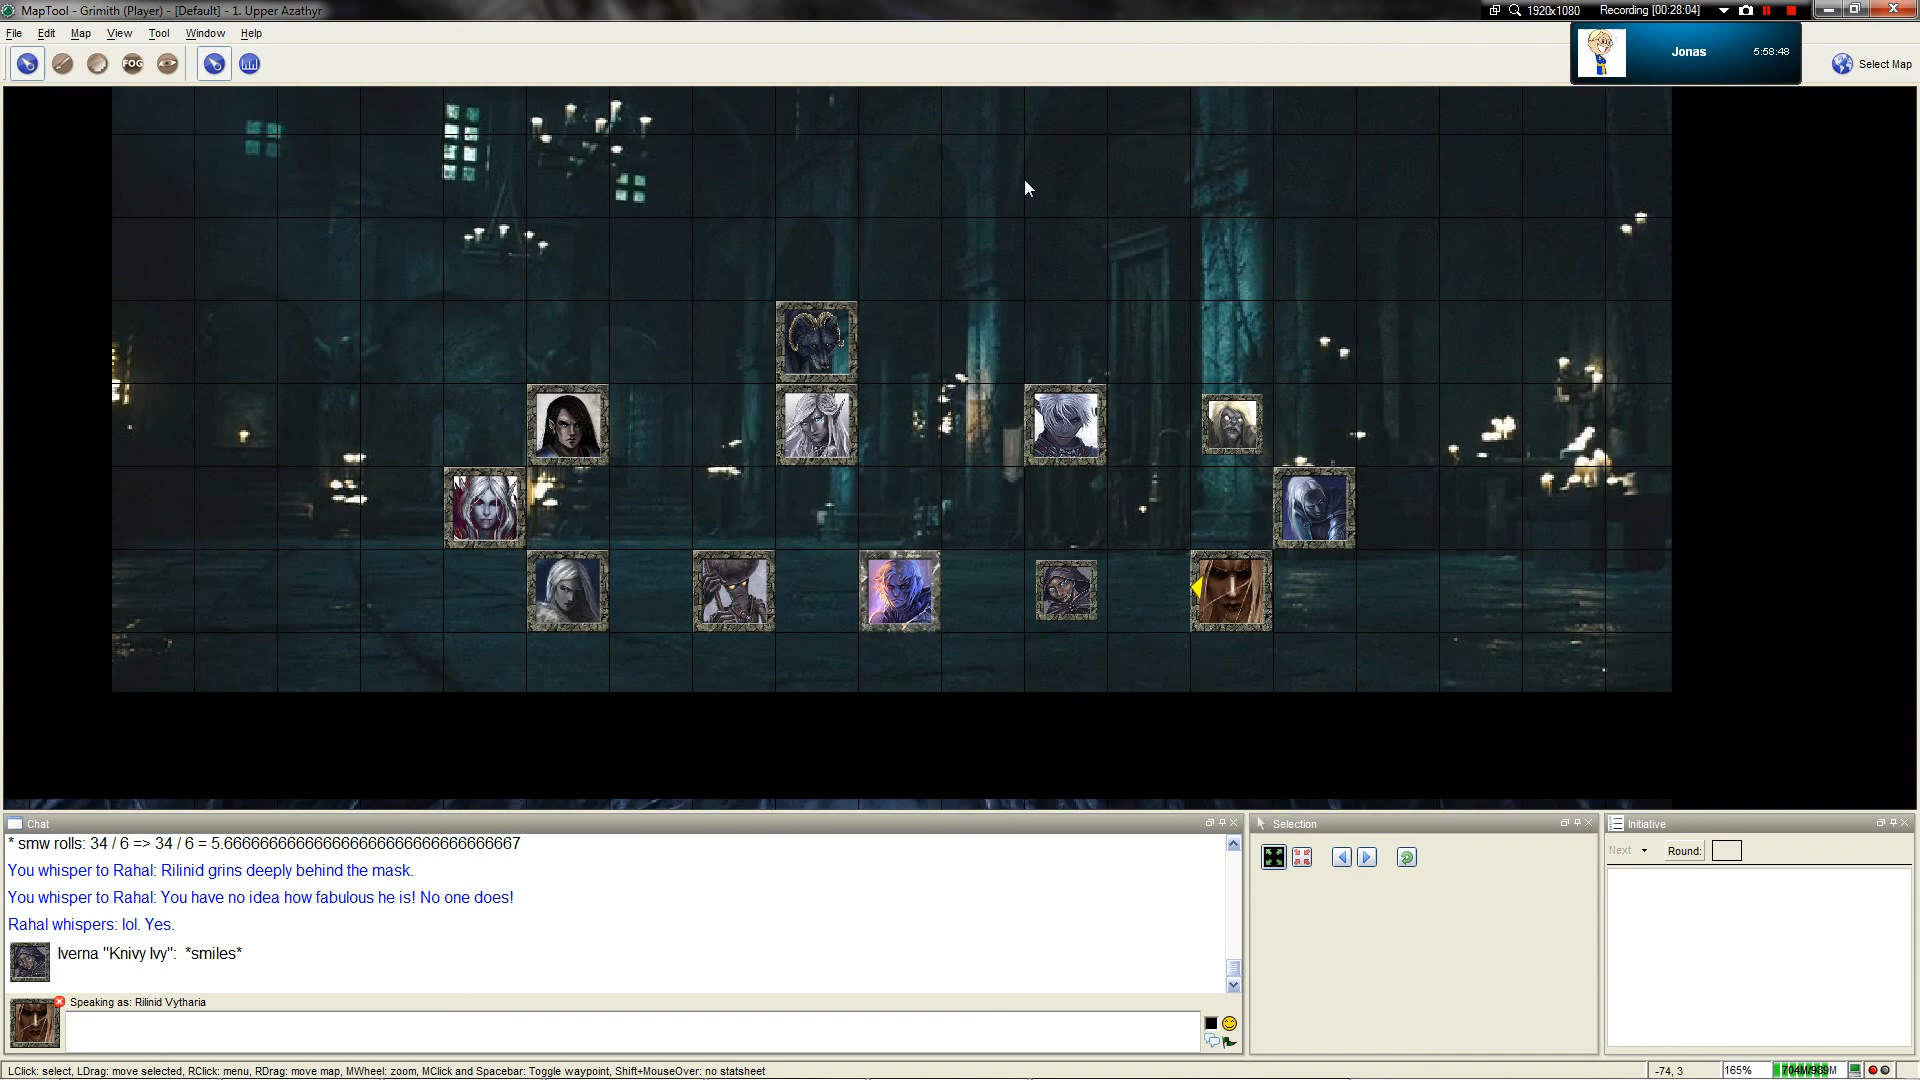 MapTool - Grimith (Player) - [Default] - 1. Upper Azathyr
1920x1080 Recording [00:28:04]
File Edit Map View Tool Window Help
FOG
Jonas 5:58:48
Select Map
Chat
* smw rolls: 34 / 6 => 34 / 6 = 5.6666666666666666666666666666666667
You whisper to Rahal: Rilinid grins deeply behind the mask.
You whisper to Rahal: You have no idea how fabulous he is! No one does!
Rahal whispers: lol. Yes.
Iverna "Knivy Ivy": *smiles*
Speaking as: Rilinid Vytharia
Selection
Initiative
Next Round:
LClick: select, LDrag: move selected, RClick: menu, RDrag: move map, MWheel: zoom, MClick and Spacebar: Toggle waypoint, Shift+MouseOver: no statsheet
-74, 3 165% 704M/989M